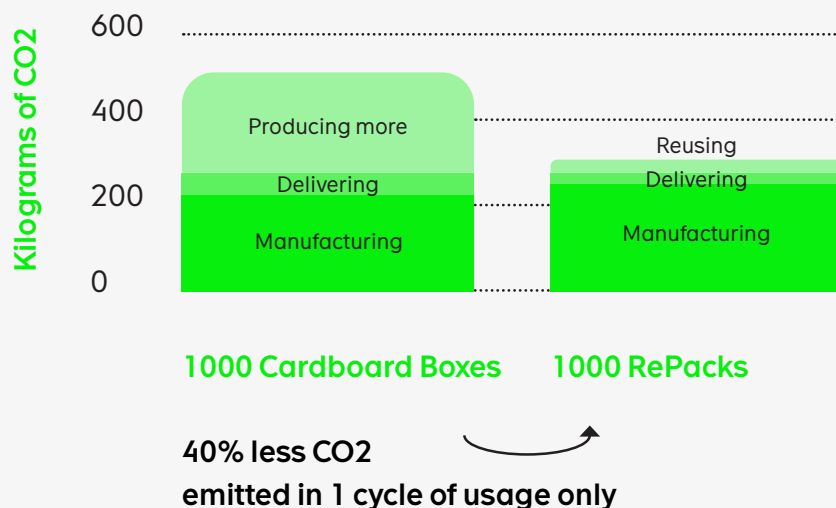 Kilograms of CO2
600
400
200
0
Producing more
Delivering
Manufacturing
Reusing
Delivering
Manufacturing
1000 Cardboard Boxes
1000 RePacks
40% less CO2
emitted in 1 cycle of usage only